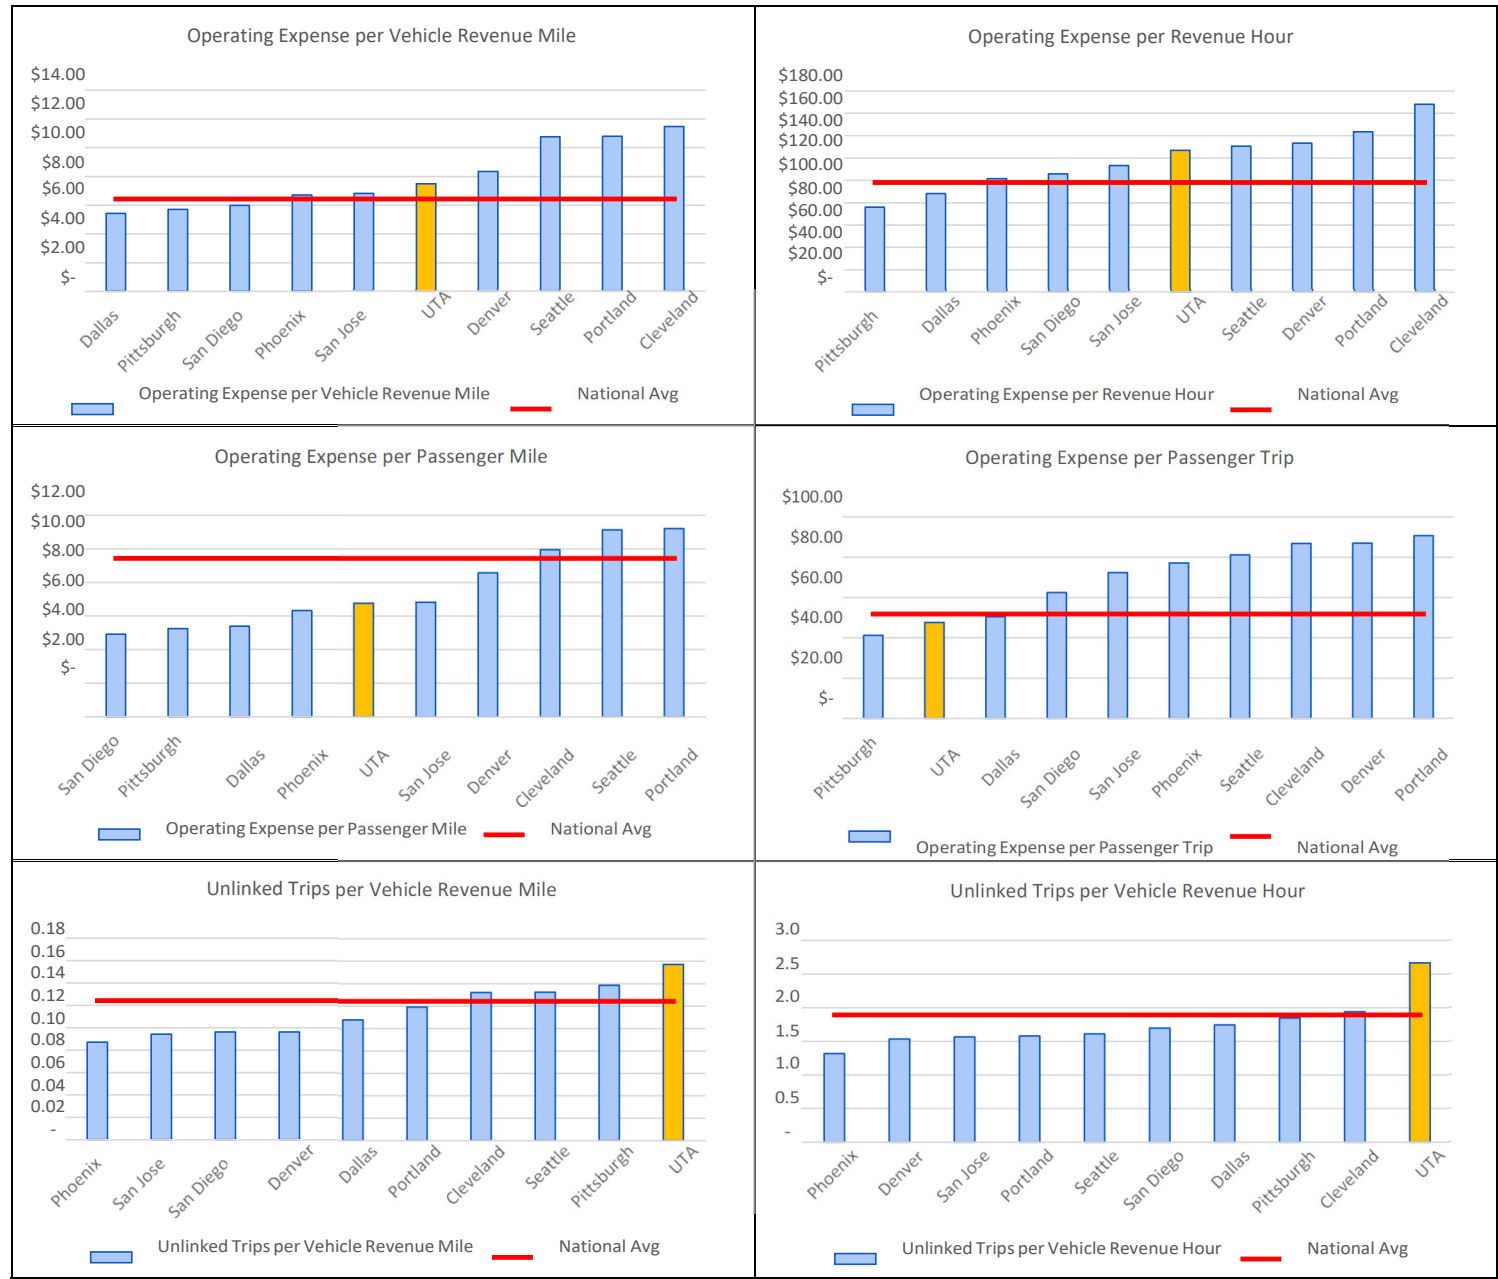 Operating Expense per Vehicle Revenue Mile
$14.00
$12.00
$10.00
$8.00
$6.00
$4.00
$2.00
$-
Dallas
Pittsburgh
San Diego
Phoenix
San Jose
UTA
Denver
Seattle
Portland
Cleveland
Operating Expense per Vehicle Revenue Mile
National Avg
Operating Expense per Revenue Hour
$180.00
$160.00
$140.00
$120.00
$100.00
$80.00
$60.00
$40.00
$20.00
$-
Pittsburgh
Dallas
Phoenix
San Diego
San Jose
UTA
Seattle
Denver
Portland
Cleveland
Operating Expense per Revenue Hour
National Avg
Operating Expense per Passenger Mile
$12.00
$10.00
$8.00
$6.00
$4.00
$2.00
$-
San Diego
Pittsburgh
Dallas
Phoenix
UTA
San Jose
Denver
Cleveland
Seattle
Portland
Operating Expense per Passenger Mile
National Avg
Operating Expense per Passenger Trip
$100.00
$80.00
$60.00
$40.00
$20.00
$-
Pittsburgh
UTA
Dallas
San Diego
San Jose
Phoenix
Seattle
Cleveland
Denver
Portland
Operating Expense per Passenger Trip
National Avg
Unlinked Trips per Vehicle Revenue Mile
0.18
0.16
0.14
0.12
0.10
0.08
0.06
0.04
0.02
-
Phoenix
San Jose
San Diego
Denver
Dallas
Portland
Cleveland
Seattle
Pittsburgh
UTA
Unlinked Trips per Vehicle Revenue Mile
National Avg
Unlinked Trips per Vehicle Revenue Hour
3.0
2.5
2.0
1.5
1.0
0.5
-
Phoenix
Denver
San Jose
Portland
Seattle
San Diego
Dallas
Pittsburgh
Cleveland
UTA
Unlinked Trips per Vehicle Revenue Hour
National Avg